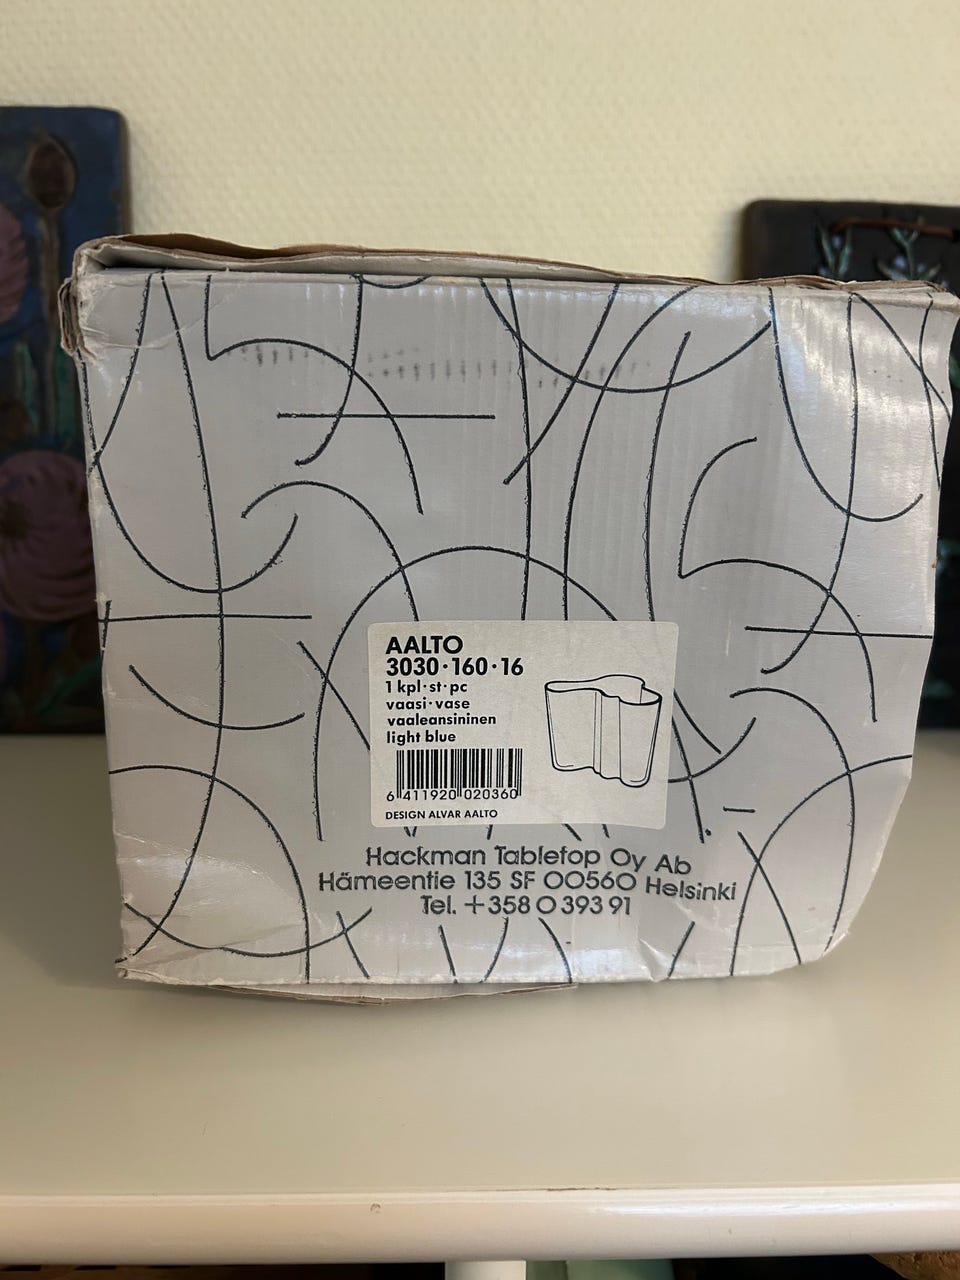 AALTO
3030·160·16
1 kpl·st·pc
vaasi·vase
vaaleansininen
light blue
6 411920 020360
DESIGN ALVAR AALTO
Hackman Tabletop Oy Ab
Hämeentie 135 SF 00560 Helsinki
Tel. +358 0 393 91